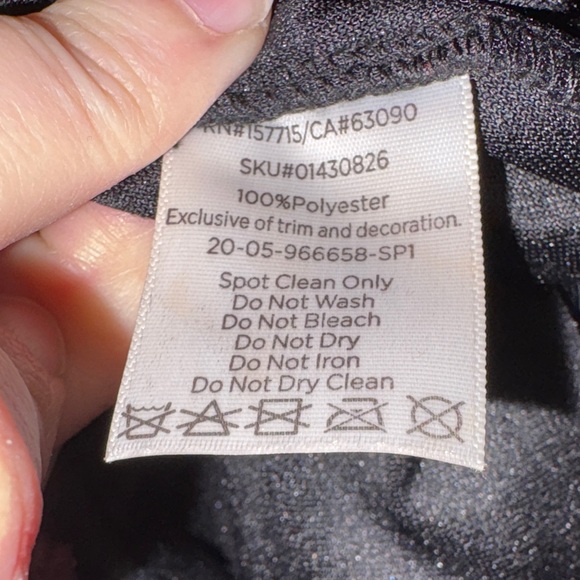 RN#157715/CA#63090
SKU#01430826
100%Polyester
Exclusive of trim and decoration.
20-05-966658-SP1
Spot Clean Only
Do Not Wash
Do Not Bleach
Do Not Dry
Do Not Iron
Do Not Dry Clean